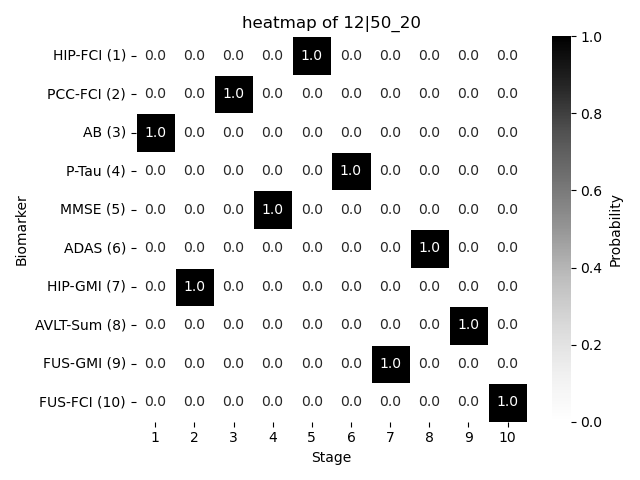 heatmap of 12|50_20
HIP-FCI (1) 0.0 0.0 0.0 0.0 1.0 0.0 0.0 0.0 0.0 0.0
PCC-FCI (2) 0.0 0.0 1.0 0.0 0.0 0.0 0.0 0.0 0.0 0.0
AB (3) 1.0 0.0 0.0 0.0 0.0 0.0 0.0 0.0 0.0 0.0
P-Tau (4) 0.0 0.0 0.0 0.0 0.0 1.0 0.0 0.0 0.0 0.0
MMSE (5) 0.0 0.0 0.0 1.0 0.0 0.0 0.0 0.0 0.0 0.0
ADAS (6) 0.0 0.0 0.0 0.0 0.0 0.0 0.0 1.0 0.0 0.0
HIP-GMI (7) 0.0 1.0 0.0 0.0 0.0 0.0 0.0 0.0 0.0 0.0
AVLT-Sum (8) 0.0 0.0 0.0 0.0 0.0 0.0 0.0 0.0 1.0 0.0
FUS-GMI (9) 0.0 0.0 0.0 0.0 0.0 0.0 1.0 0.0 0.0 0.0
FUS-FCI (10) 0.0 0.0 0.0 0.0 0.0 0.0 0.0 0.0 0.0 1.0
1 2 3 4 5 6 7 8 9 10
Stage
Biomarker
1.0
0.8
0.6
0.4
0.2
0.0
Probability